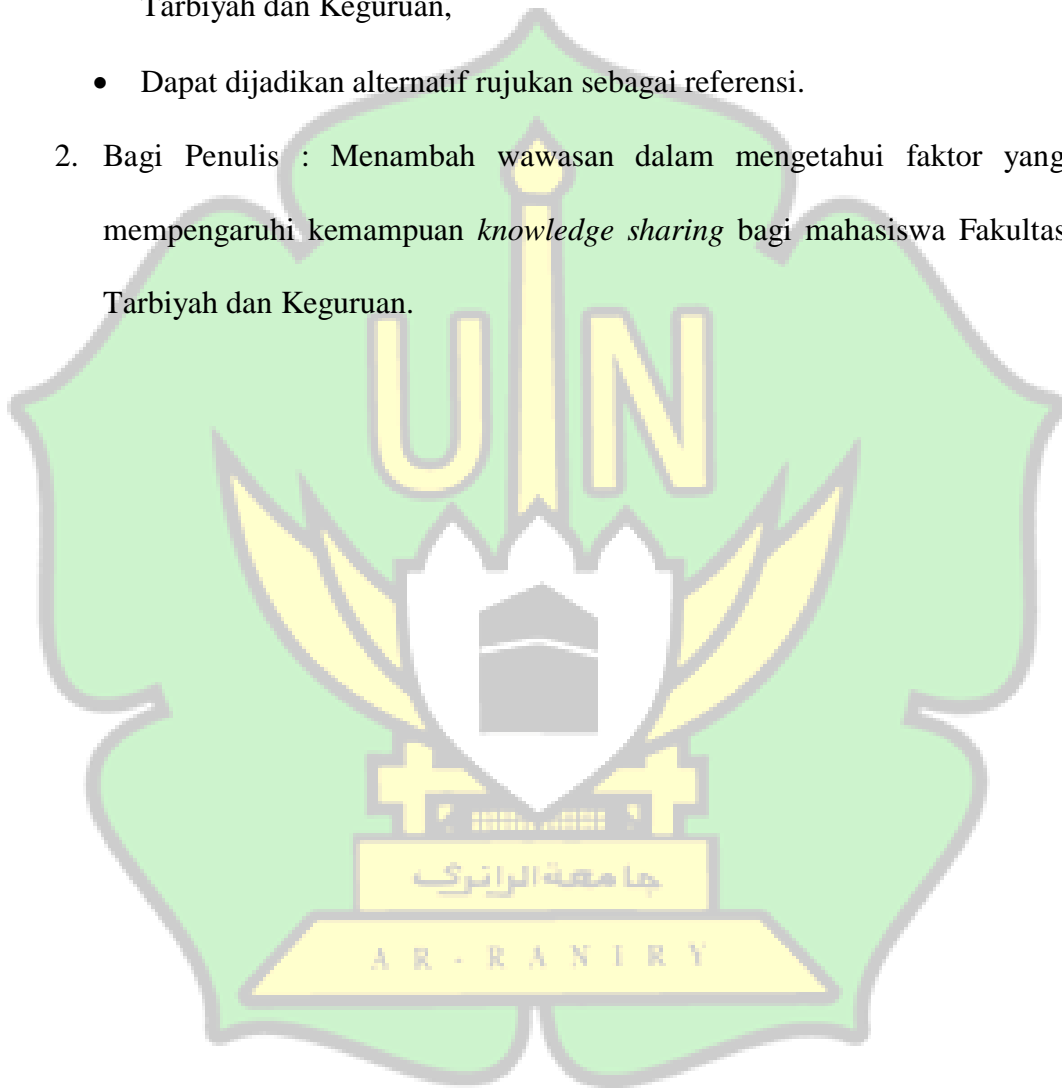 Tarbiyah dan Keguruan,
• Dapat dijadikan alternatif rujukan sebagai referensi.
2. Bagi Penulis : Menambah wawasan dalam mengetahui faktor yang
mempengaruhi kemampuan knowledge sharing bagi mahasiswa Fakultas
Tarbiyah dan Keguruan.
UIN
جامعة الرانري
AR-RANIRY